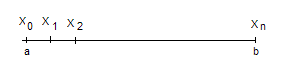 x₀ x₁ x₂ xₙ
a b